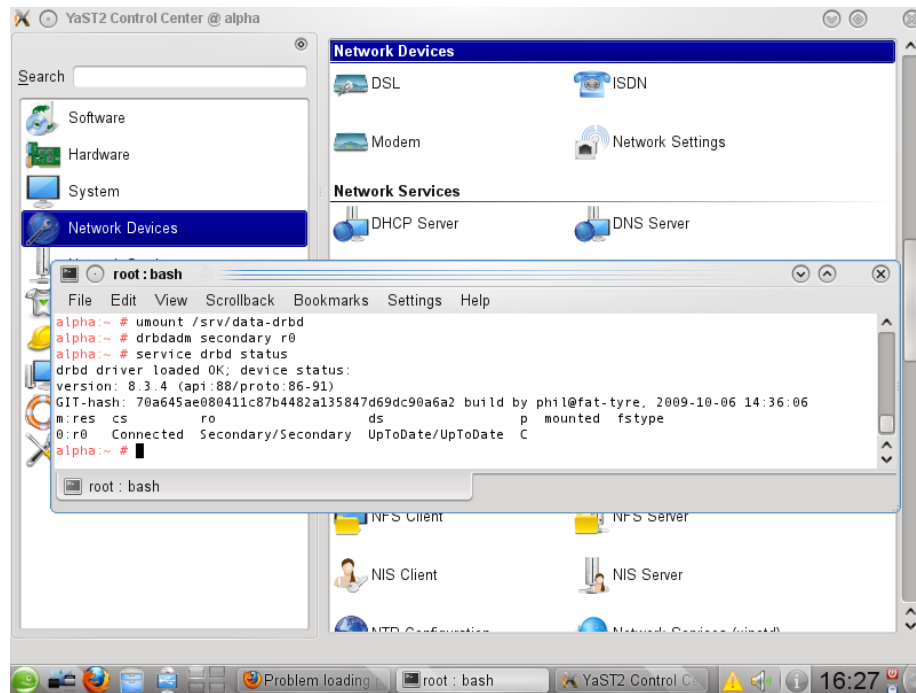 YaST2 Control Center @ alpha
Search
Software
Hardware
System
Network Devices
Network Devices
DSL
ISDN
Modem
Network Settings
Network Services
DHCP Server
DNS Server
root : bash
File Edit View Scrollback Bookmarks Settings Help
alpha:~ # umount /srv/data-drbd
alpha:~ # drbdadm secondary r0
alpha:~ # service drbd status
drbd driver loaded OK; device status:
version: 8.3.4 (api:88/proto:86-91)
GIT-hash: 70a645ae080411c87b4482a135847d69dc90a6a2 build by phil@fat-tyre, 2009-10-06 14:36:06
m:res cs ro ds p mounted fstype
0:r0 Connected Secondary/Secondary UpToDate/UpToDate C
alpha:~ #
root : bash
NFS Client
NFS Server
NIS Client
NIS Server
NTP Configuration
Network Services (xinetd)
Problem loading
root : bash
YaST2 Control Ce
16:27